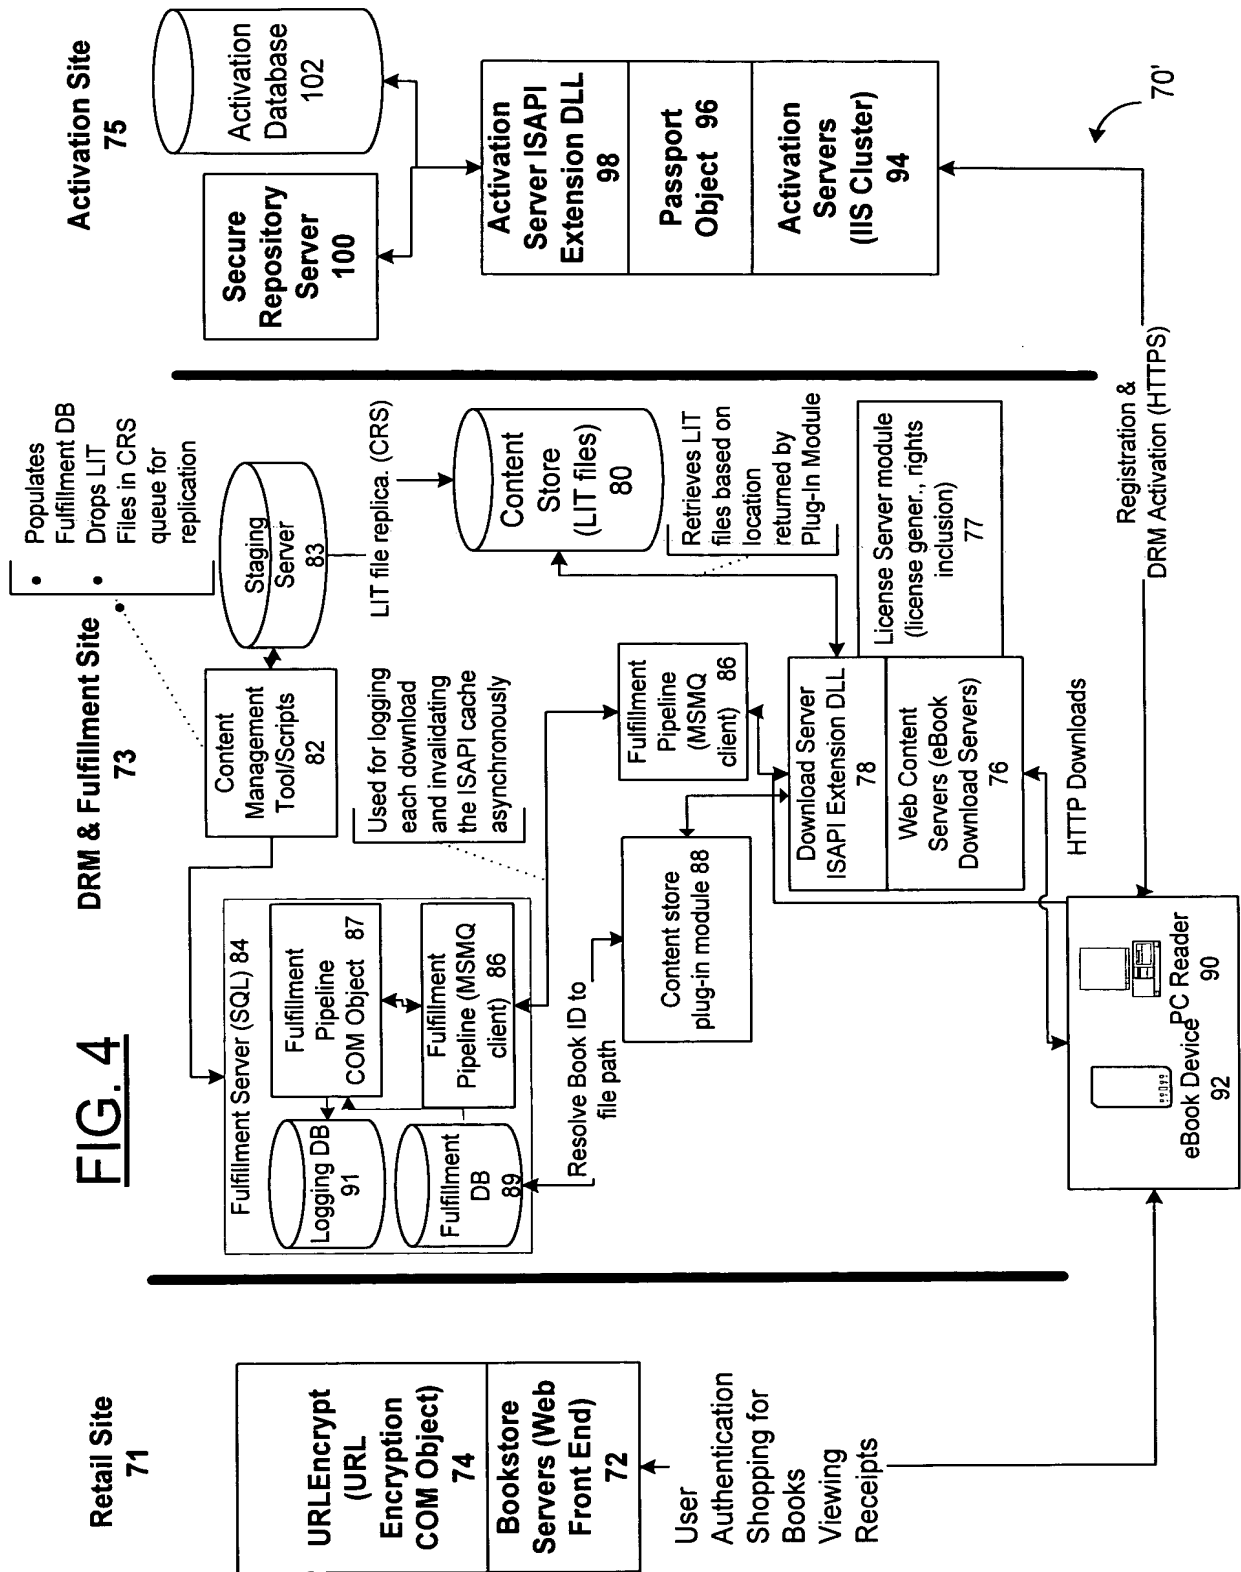 FIG. 4
Retail Site
71
URLEncrypt
(URL
Encryption
COM Object)
74
Bookstore
Servers (Web
Front End)
72
User
Authentication
Shopping for
Books
Viewing
Receipts
DRM & Fulfillment Site
73
Fulfillment Server (SQL) 84
Logging DB
91
Fulfillment
Pipeline
COM Object 87
Fulfillment
DB
89
Fulfillment
Pipeline (MSMQ
client) 86
Content
Management
Tool/Scripts
82
• Populates
Fulfillment DB
• Drops LIT
Files in CRS
queue for
replication
Staging
Server
83
LIT file replica. (CRS)
Used for logging
each download
and invalidating
the ISAPI cache
asynchronously
Content
Store
(LIT files)
80
Resolve Book ID to
file path
Content store
plug-in module 88
Fulfillment
Pipeline
(MSMQ
client) 86
Retrieves LIT
files based on
location
returned by
Plug-In Module
Download Server
ISAPI Extension DLL
78
Web Content
Servers (eBook
Download Servers)
76
License Server module
(license gener., rights
inclusion)
77
HTTP Downloads
eBook Device
92
PC Reader
90
Registration &
DRM Activation (HTTPS)
Activation Site
75
Secure
Repository
Server
100
Activation
Database
102
Activation
Server ISAPI
Extension DLL
98
Passport
Object 96
Activation
Servers
(IIS Cluster)
94
70'